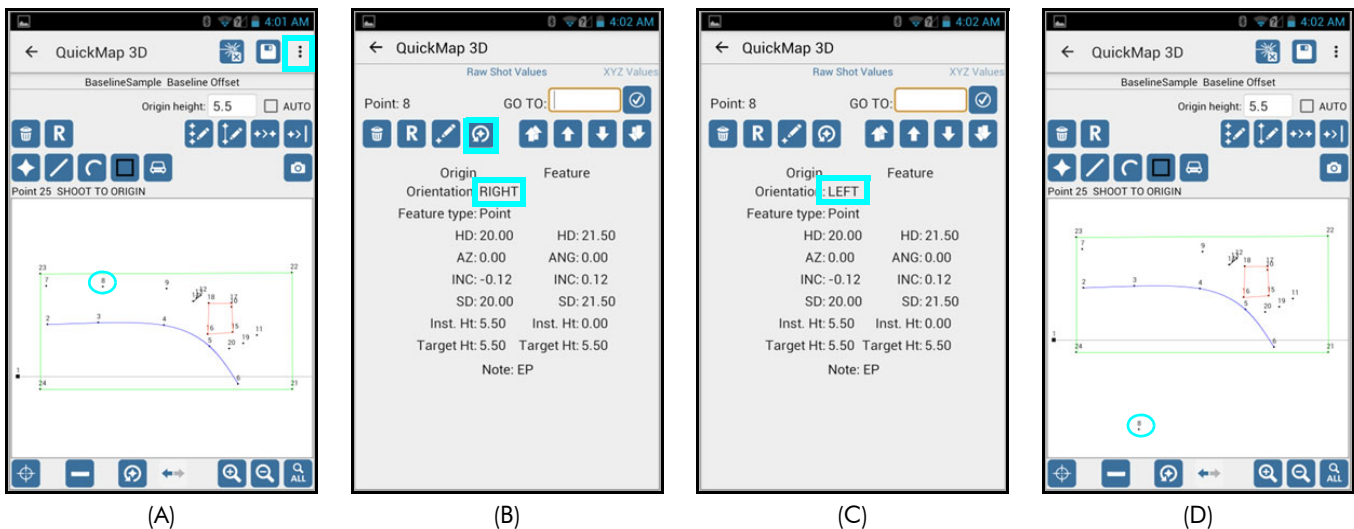 4:01 AM
QuickMap 3D
BaselineSample Baseline Offset
Origin height: 5.5 AUTO
R
Point 25 SHOOT TO ORIGIN
23
22
7
8
9
18
17
2
3
4
16
15
5
20
19
11
1
6
24
21
ALL
(A)
4:02 AM
QuickMap 3D
Raw Shot Values XYZ Values
Point: 8 GO TO:
R
Origin Feature
Orientation: RIGHT
Feature type: Point
HD: 20.00 HD: 21.50
AZ: 0.00 ANG: 0.00
INC: -0.12 INC: 0.12
SD: 20.00 SD: 21.50
Inst. Ht: 5.50 Inst. Ht: 0.00
Target Ht: 5.50 Target Ht: 5.50
Note: EP
(B)
4:02 AM
QuickMap 3D
Raw Shot Values XYZ Values
Point: 8 GO TO:
R
Origin Feature
Orientation: LEFT
Feature type: Point
HD: 20.00 HD: 21.50
AZ: 0.00 ANG: 0.00
INC: -0.12 INC: 0.12
SD: 20.00 SD: 21.50
Inst. Ht: 5.50 Inst. Ht: 0.00
Target Ht: 5.50 Target Ht: 5.50
Note: EP
(C)
4:02 AM
QuickMap 3D
BaselineSample Baseline Offset
Origin height: 5.5 AUTO
R
Point 25 SHOOT TO ORIGIN
23
22
7
9
18
2
3
4
16
15
11
19
20
5
1
6
24
21
8
ALL
(D)